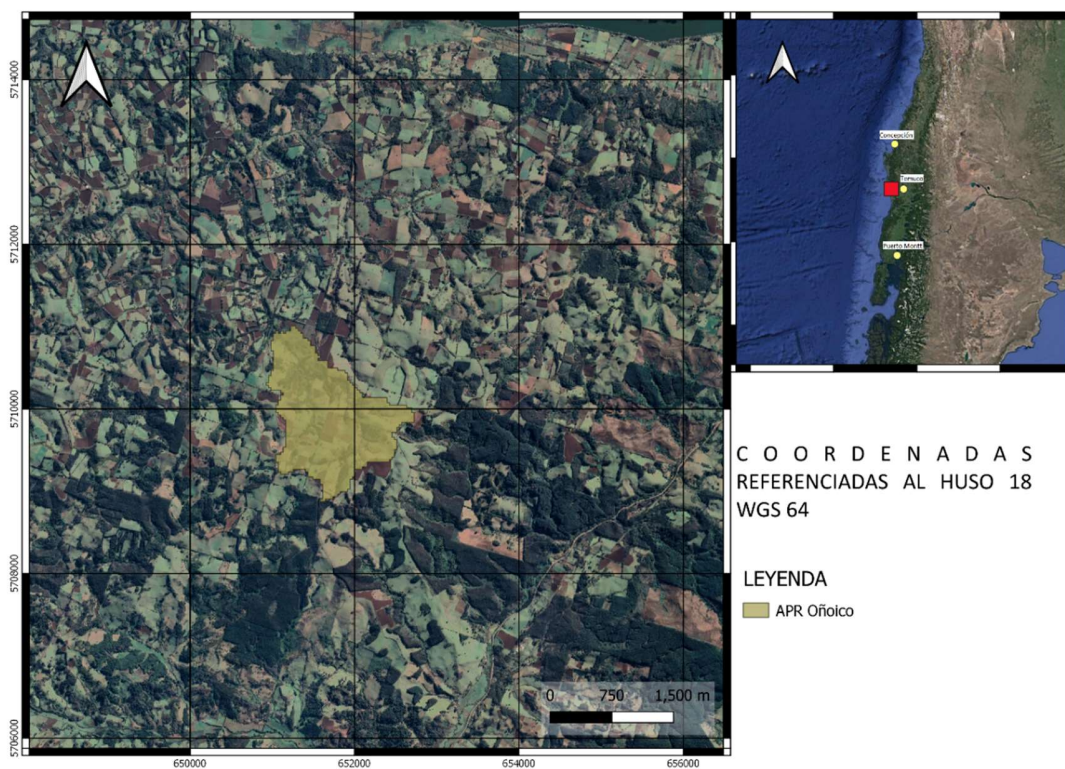 5714000
5712000
5710000
5708000
5706000
650000
652000
654000
656000
0 750 1,500 m
Concepción
Temuco
Puerto Montt
COORDENADAS
REFERENCIADAS AL HUSO 18
WGS 64
LEYENDA
APR Oñoico